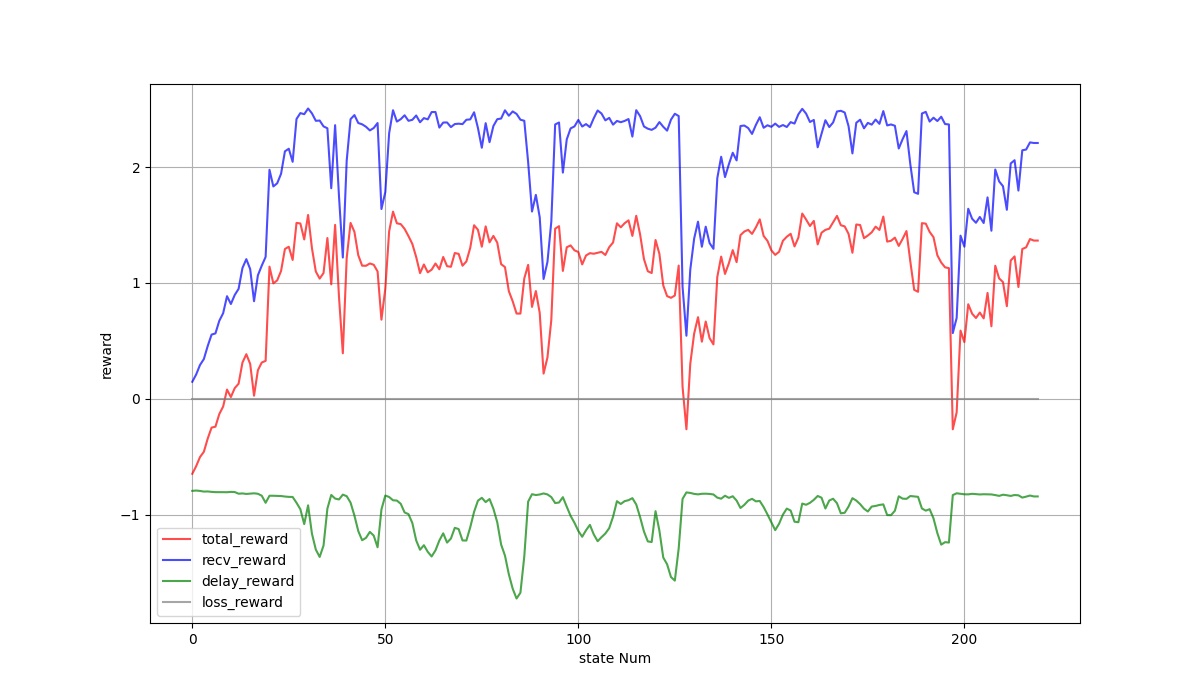 reward
2
1
0
−1
total_reward
recv_reward
delay_reward
loss_reward
0 50 100 150 200
state Num